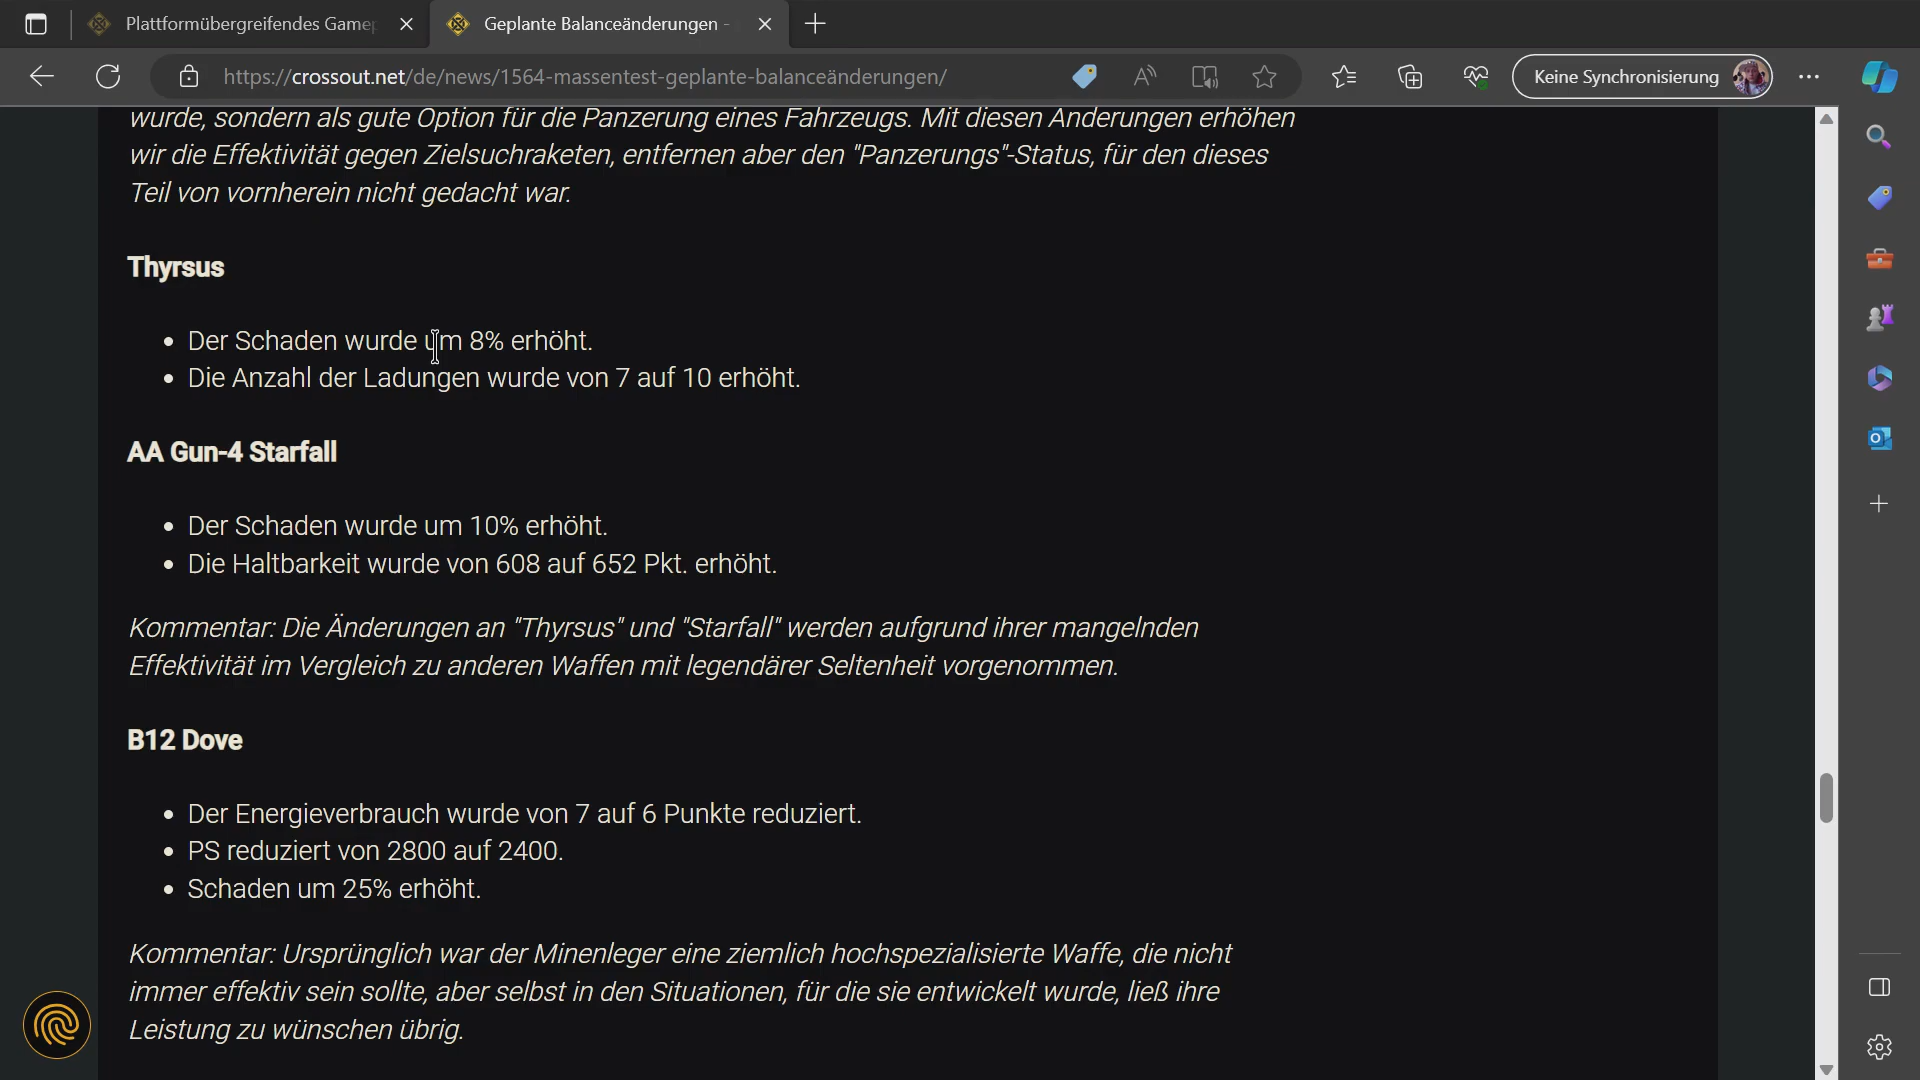 Plattformübergreifendes Game
Geplante Balanceänderungen -
https://crossout.net/de/news/1564-massentest-geplante-balanceänderungen/
Keine Synchronisierung
wurde, sondern als gute Option für die Panzerung eines Fahrzeugs. Mit diesen Änderungen erhöhen
wir die Effektivität gegen Zielsuchraketen, entfernen aber den "Panzerungs"-Status, für den dieses
Teil von vornherein nicht gedacht war.
Thyrsus
• Der Schaden wurde um 8% erhöht.
• Die Anzahl der Ladungen wurde von 7 auf 10 erhöht.
AA Gun-4 Starfall
• Der Schaden wurde um 10% erhöht.
• Die Haltbarkeit wurde von 608 auf 652 Pkt. erhöht.
Kommentar: Die Änderungen an "Thyrsus" und "Starfall" werden aufgrund ihrer mangelnden
Effektivität im Vergleich zu anderen Waffen mit legendärer Seltenheit vorgenommen.
B12 Dove
• Der Energieverbrauch wurde von 7 auf 6 Punkte reduziert.
• PS reduziert von 2800 auf 2400.
• Schaden um 25% erhöht.
Kommentar: Ursprünglich war der Minenleger eine ziemlich hochspezialisierte Waffe, die nicht
immer effektiv sein sollte, aber selbst in den Situationen, für die sie entwickelt wurde, ließ ihre
Leistung zu wünschen übrig.